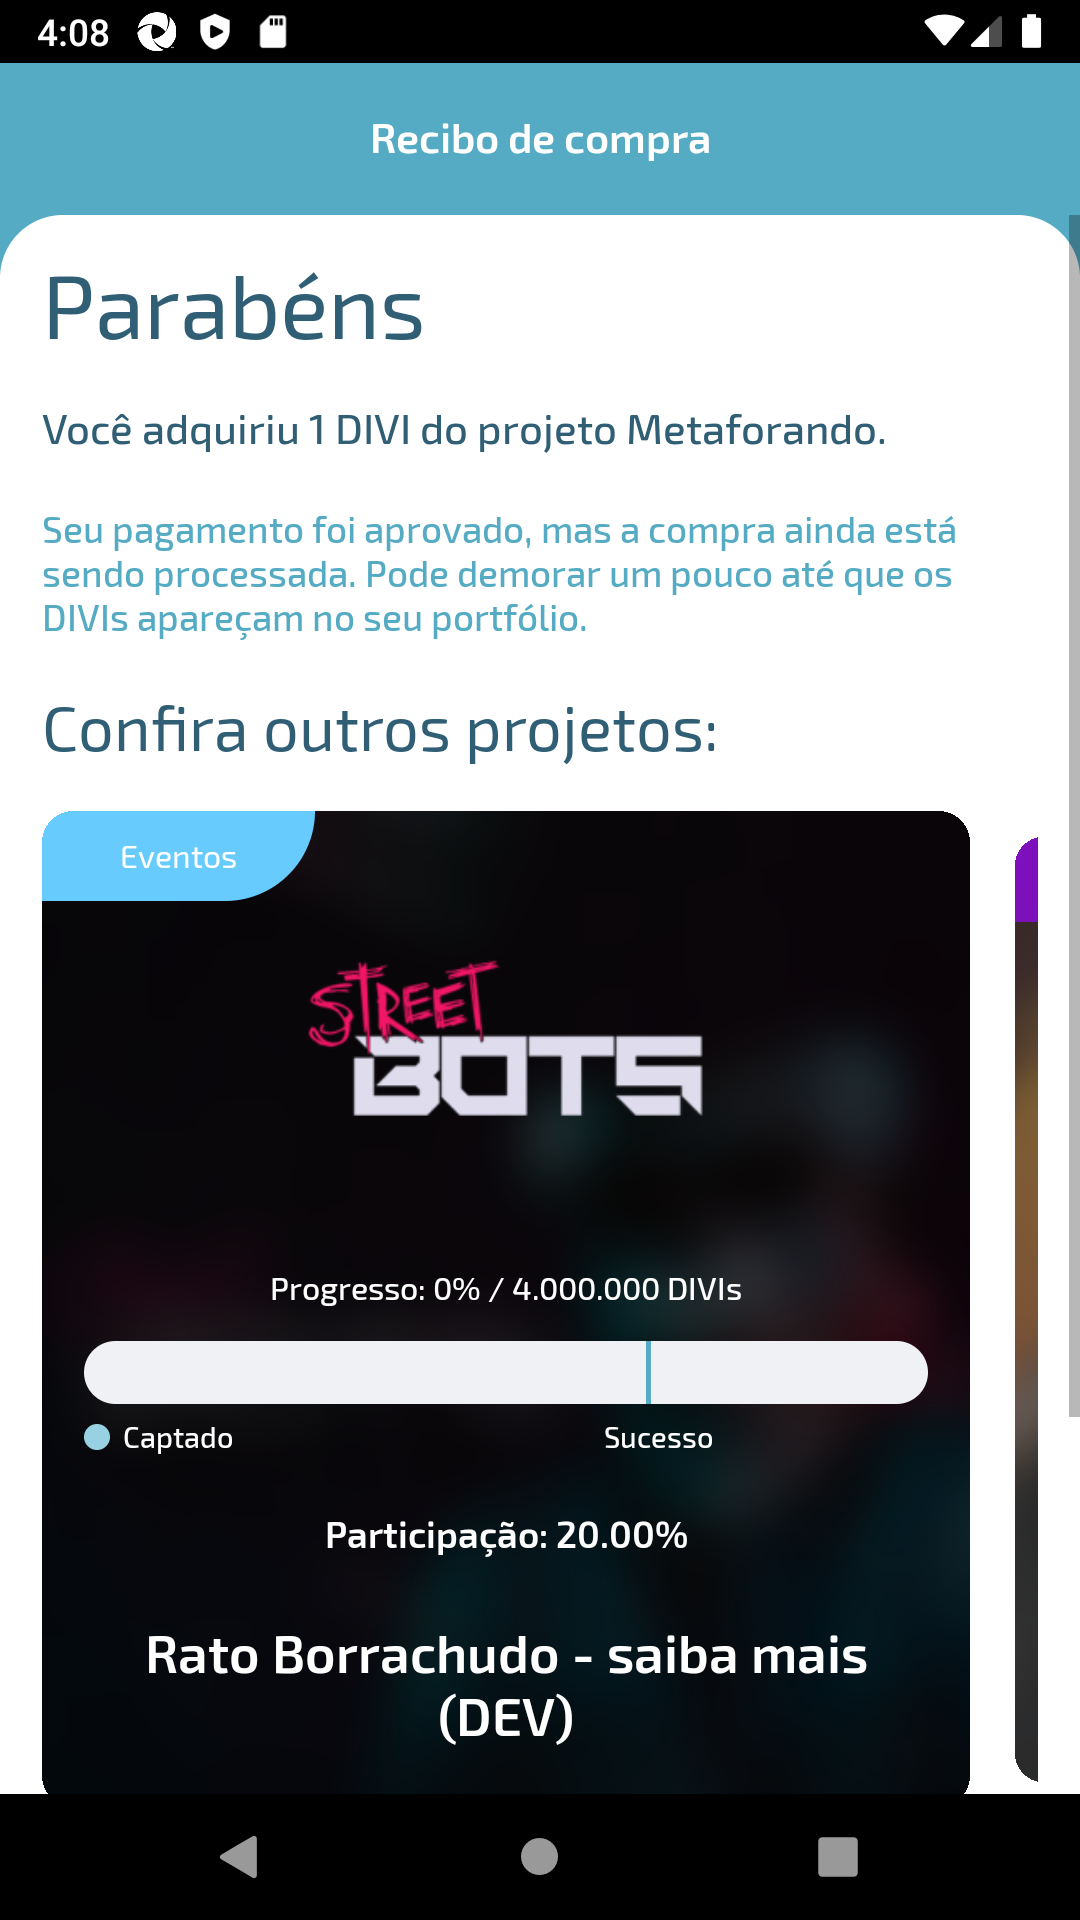 4:08
Recibo de compra
Parabéns
Você adquiriu 1 DIVI do projeto Metaforando.
Seu pagamento foi aprovado, mas a compra ainda está
sendo processada. Pode demorar um pouco até que os
DIVIs apareçam no seu portfólio.
Confira outros projetos:
Eventos
STREET
BOTS
Progresso: 0% / 4.000.000 DIVIs
Captado Sucesso
Participação: 20.00%
Rato Borrachudo - saiba mais
(DEV)